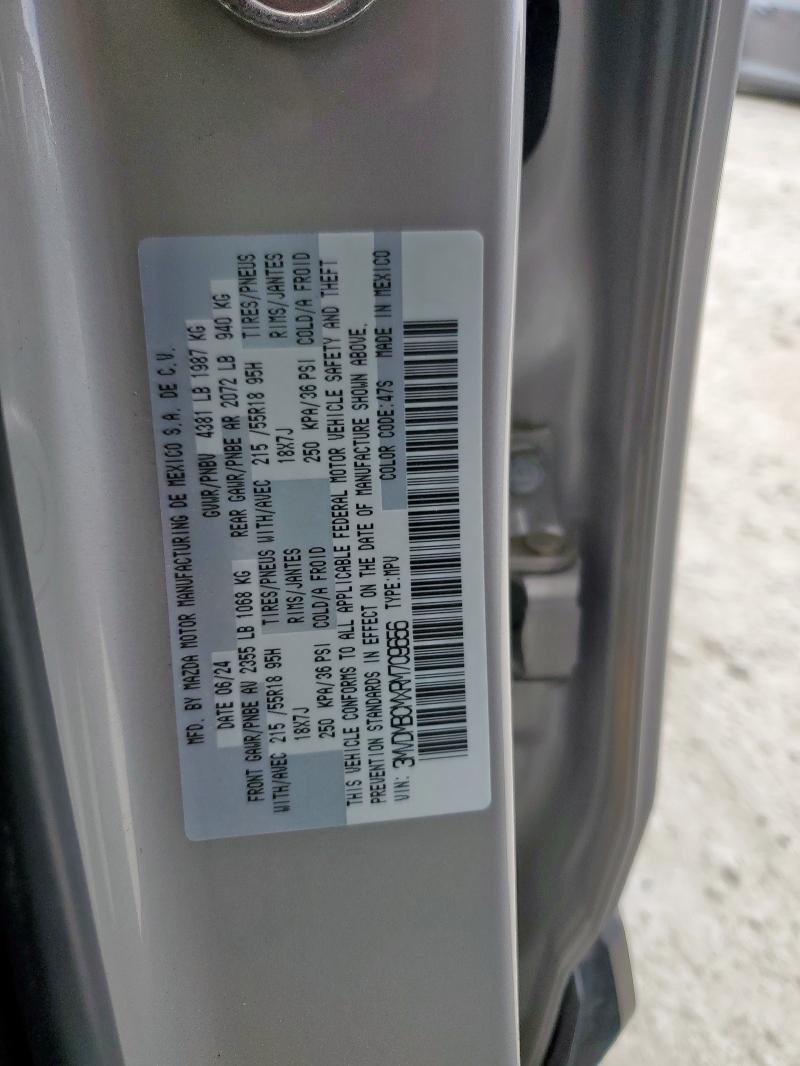 MFD. BY MAZDA MOTOR MANUFACTURING DE MEXICO S.A. DE C.V.
DATE 06/24 GVWR/PNBV 4381 LB 1987 KG
FRONT GAWR/PNBE AV 2355 LB 1068 KG REAR GAWR/PNBE AR 2072 LB 940 KG
WITH/AVEC 215 /55R18 95H TIRES/PNEUS WITH/AVEC 215 /55R18 95H TIRES/PNEUS
18X7J RIMS/JANTES 18X7J RIMS/JANTES
250 KPA/36 PSI COLD/A FROID 250 KPA/36 PSI COLD/A FROID
THIS VEHICLE CONFORMS TO ALL APPLICABLE FEDERAL MOTOR VEHICLE SAFETY AND THEFT
PREVENTION STANDARDS IN EFFECT ON THE DATE OF MANUFACTURE SHOWN ABOVE.
VIN: 3MVDMBCMXRM709656 TYPE:MPV COLOR CODE:47S MADE IN MEXICO